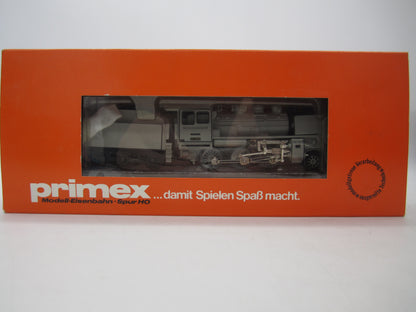 primex
Modell-Eisenbahn · Spur HO
...damit Spielen Spaß macht.